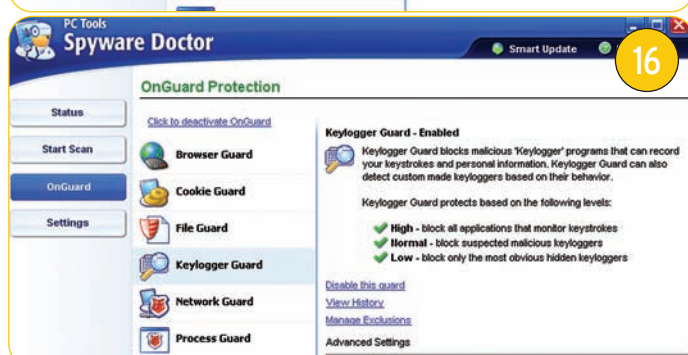 PC Tools
Spyware Doctor
Smart Update
16
OnGuard Protection
Status
Start Scan
OnGuard
Settings
Click to deactivate OnGuard
Browser Guard
Cookie Guard
File Guard
Keylogger Guard
Network Guard
Process Guard
Keylogger Guard - Enabled
Keylogger Guard blocks malicious 'Keylogger' programs that can record
your keystrokes and personal information. Keylogger Guard can also
detect custom made keyloggers based on their behavior.
Keylogger Guard protects based on the following levels:
High - block all applications that monitor keystrokes
Normal - block suspected malicious keyloggers
Low - block only the most obvious hidden keyloggers
Disable this guard
View History
Manage Exclusions
Advanced Settings